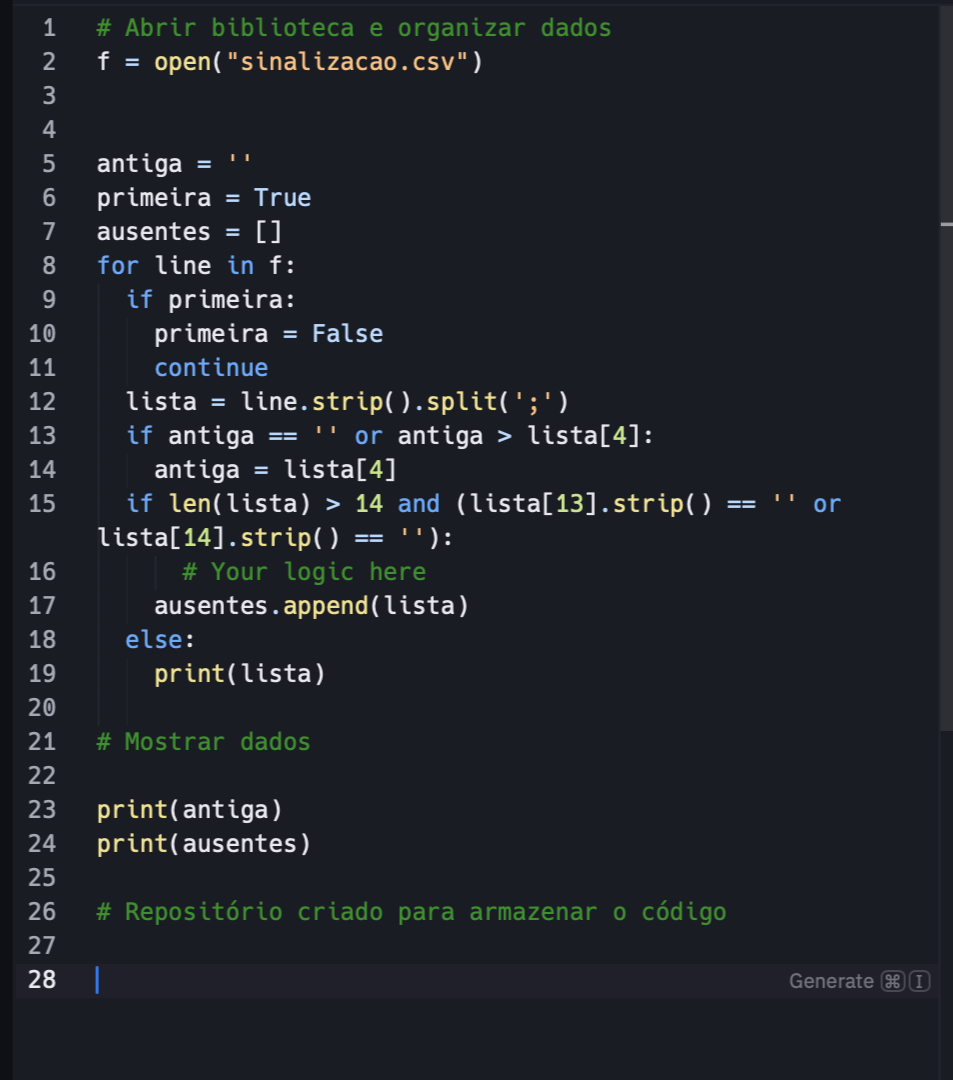 1 # Abrir biblioteca e organizar dados
2 f = open("sinalizacao.csv")
3
4
5 antiga = ''
6 primeira = True
7 ausentes = []
8 for line in f:
9   if primeira:
10     primeira = False
11     continue
12   lista = line.strip().split(';')
13   if antiga == '' or antiga > lista[4]:
14     antiga = lista[4]
15   if len(lista) > 14 and (lista[13].strip() == '' or
lista[14].strip() == ''):
16       # Your logic here
17     ausentes.append(lista)
18   else:
19     print(lista)
20
21 # Mostrar dados
22
23 print(antiga)
24 print(ausentes)
25
26 # Repositório criado para armazenar o código
27
28 Generate ⌘ I